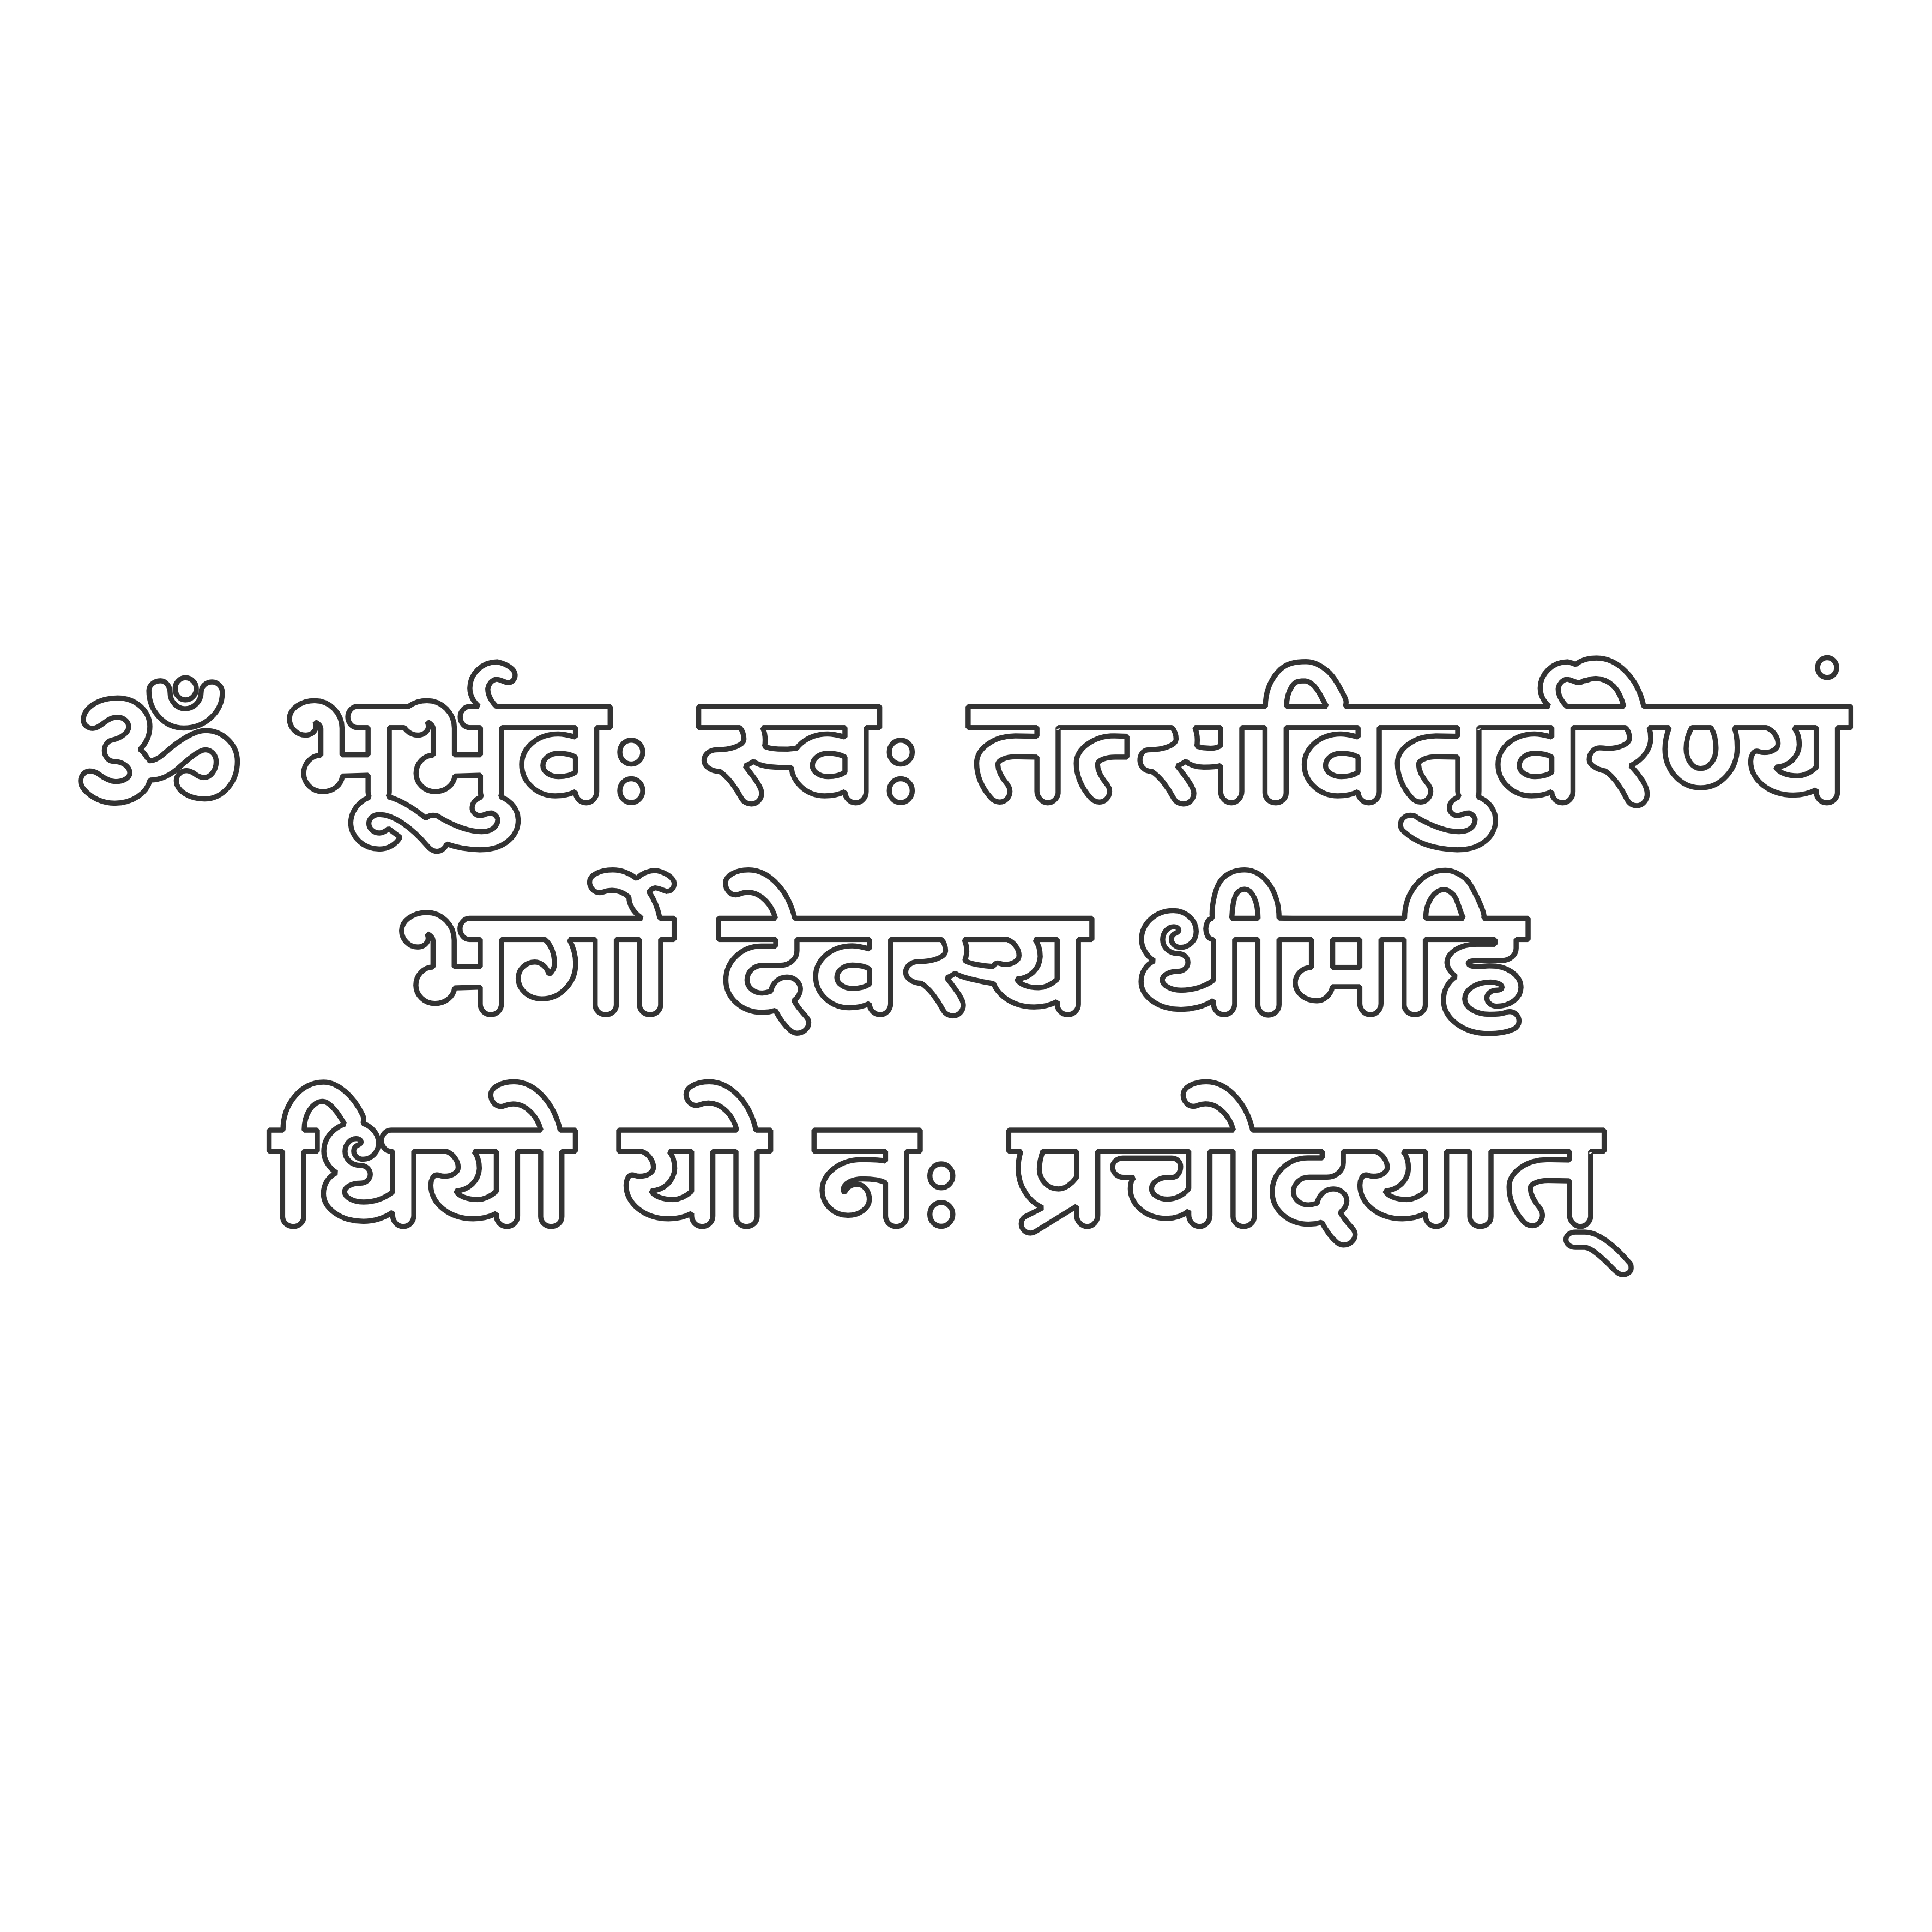 ॐ भूर्भुवः स्वः तत्सवितुर्वरेण्यं
भर्गो देवस्य धीमहि
धियो यो नः प्रचोदयात्